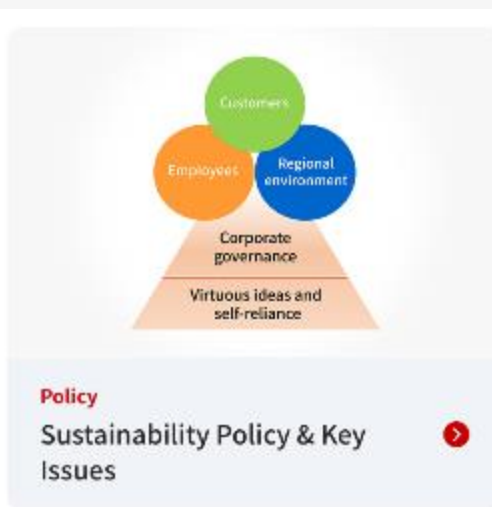 Customers
Employees
Regional
environment
Corporate
governance
Virtuous ideas and
self-reliance
Policy
Sustainability Policy & Key
Issues